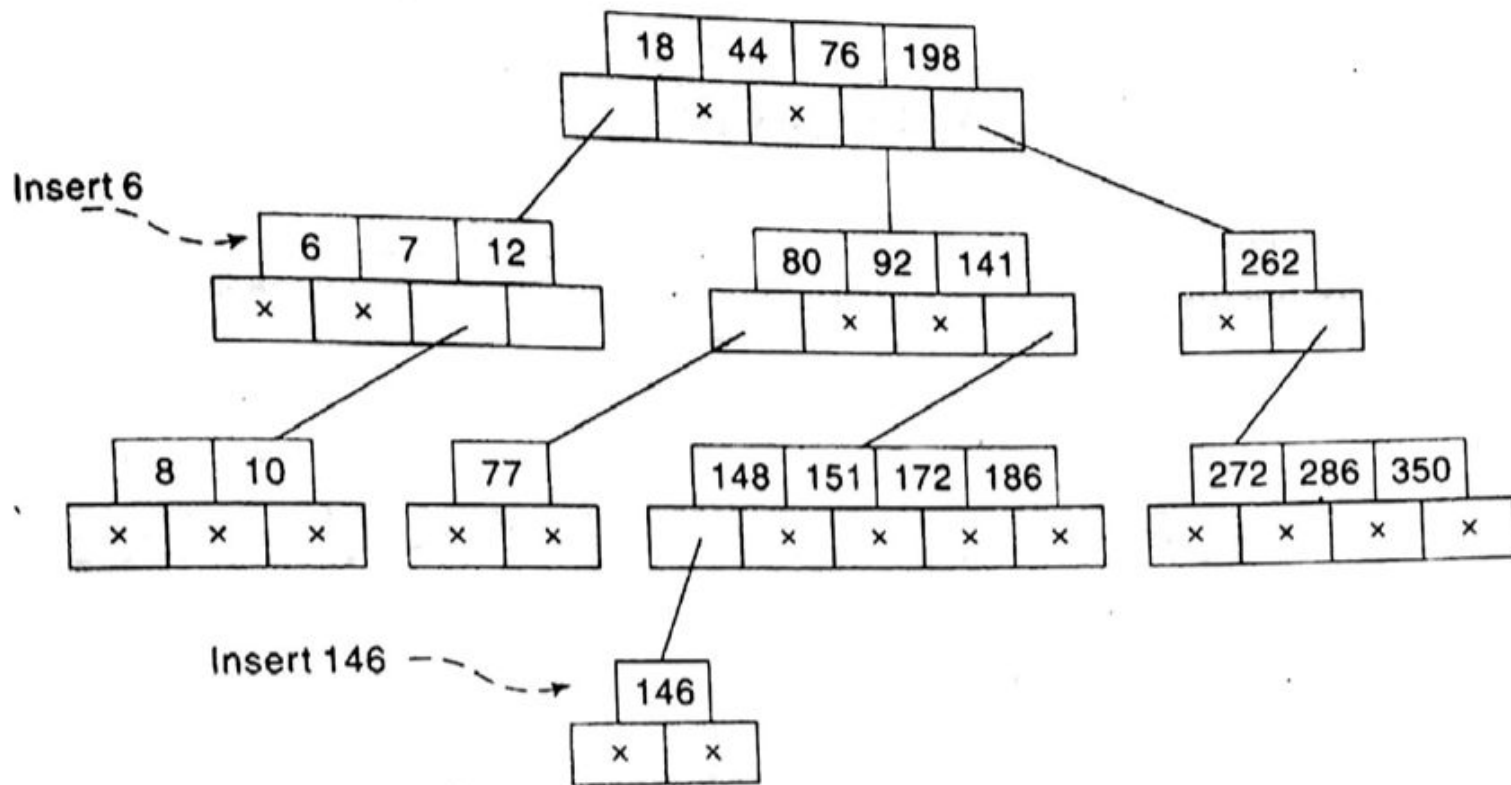 18 44 76 198
× ×
Insert 6
6 7 12
80 92 141
262
× ×
× ×
×
8 10
77
148 151 172 186
272 286 350
× × ×
× ×
× × × ×
× × × ×
Insert 146
146
× ×